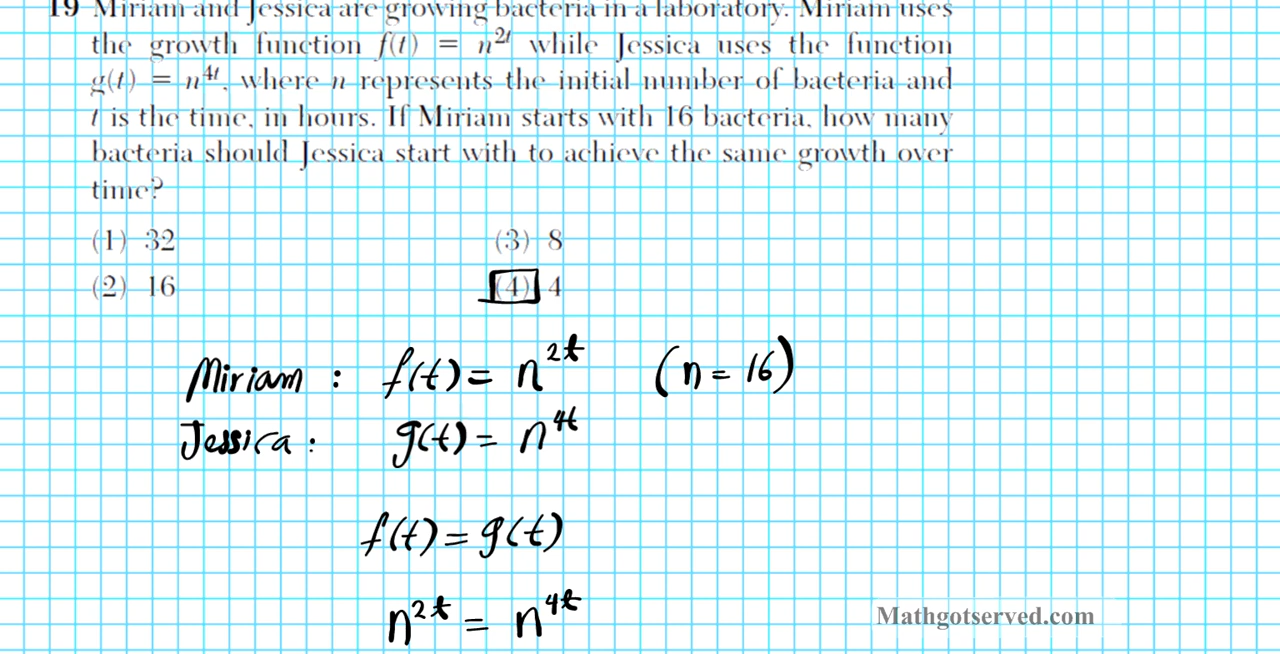 19 Miriam and Jessica are growing bacteria in a laboratory. Miriam uses
the growth function f(t) = n^{2t} while Jessica uses the function
g(t) = n^{4t}, where n represents the initial number of bacteria and
t is the time, in hours. If Miriam starts with 16 bacteria, how many
bacteria should Jessica start with to achieve the same growth over
time?
(1) 32 (3) 8
(2) 16 (4) 4
Miriam : f(t) = n^{2t} (n = 16)
Jessica : g(t) = n^{4t}
f(t) = g(t)
n^{2t} = n^{4t}
Mathgotserved.com